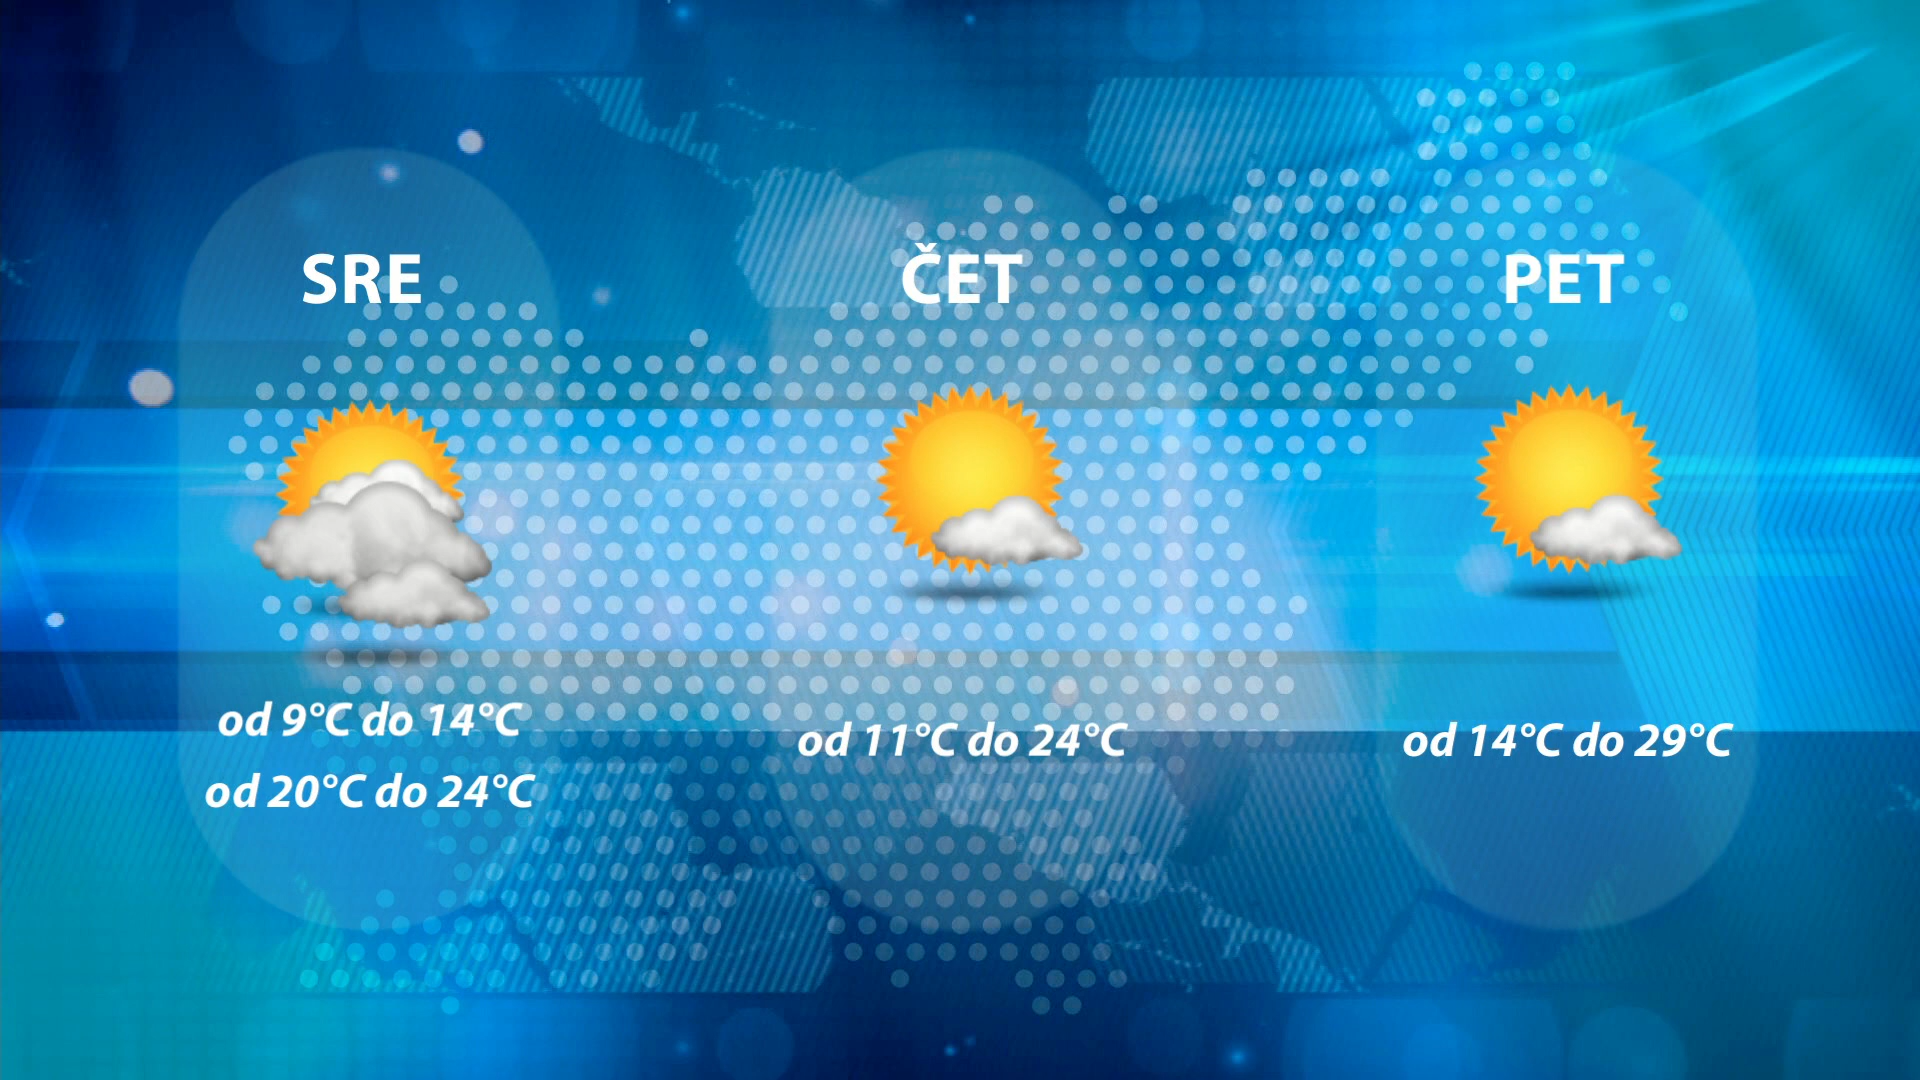 SRE
od 9°C do 14°C
od 20°C do 24°C
ČET
od 11°C do 24°C
PET
od 14°C do 29°C